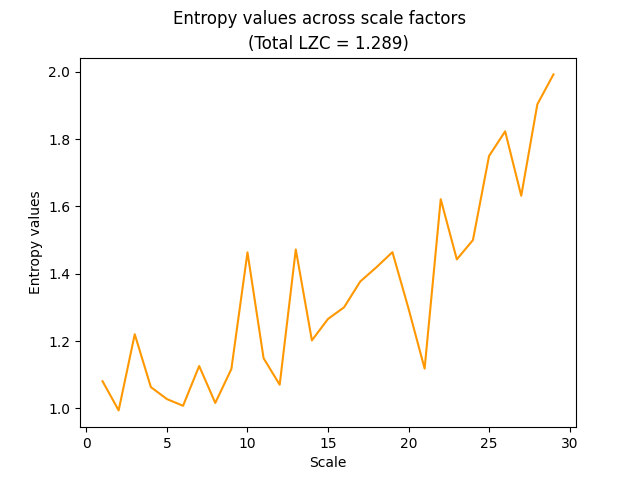 Entropy values across scale factors
(Total LZC = 1.289)
2.0
1.8
1.6
1.4
1.2
1.0
Entropy values
0 5 10 15 20 25 30
Scale